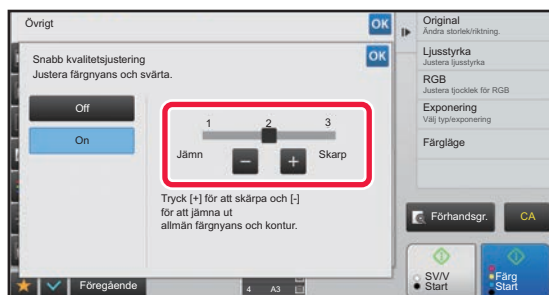 Övrigt
OK
Snabb kvalitetsjustering
OK
Justera färgnyans och svärta.
Off
On
1 2 3
Jämn
-
+
Skarp
Tryck [+] för att skärpa och [-]
för att jämna ut
allmän färgnyans och kontur.
Föregående
4 A3
Original
Ändra storlek/riktning.
Ljusstyrka
Justera ljusstyrka
RGB
Justera tjocklek för RGB
Exponering
Välj typ/exponering
Färgläge
Förhandsgr.
CA
SV/V
Start
Färg
Start